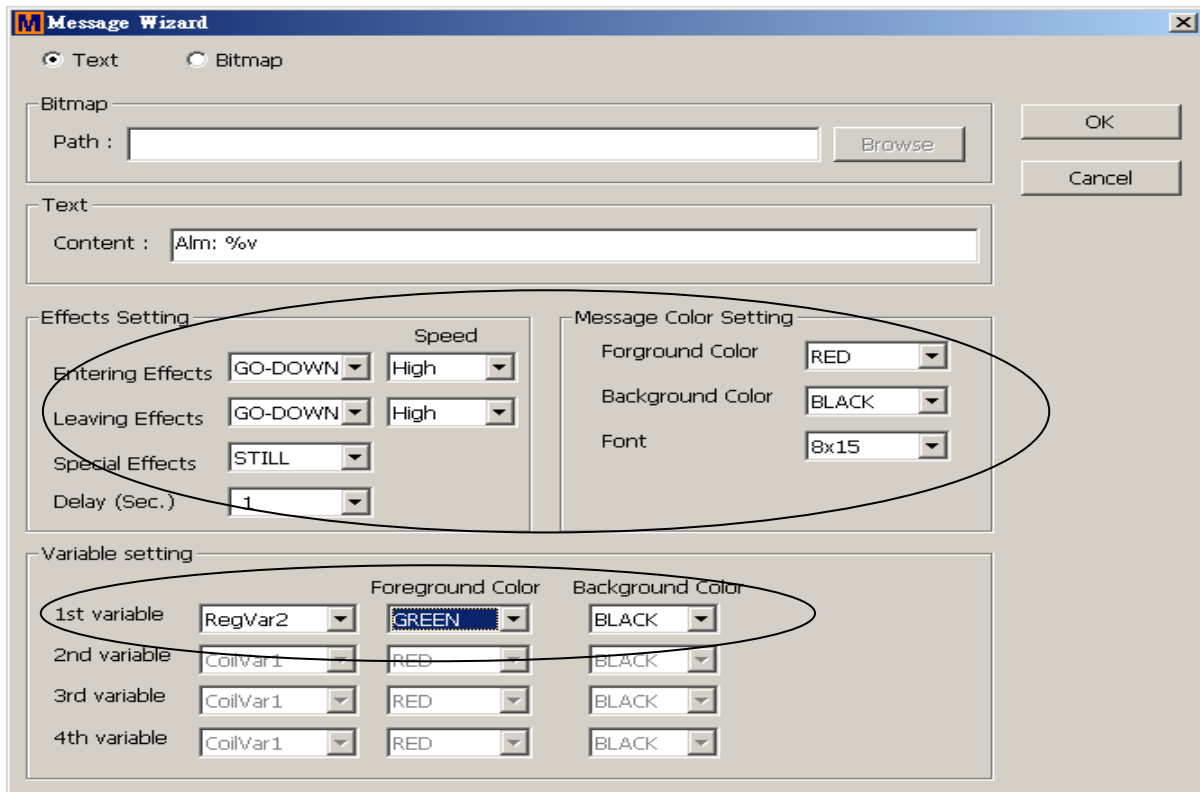 M Message Wizard
Text Bitmap
Bitmap
Path : Browse
OK
Cancel
Text
Content : Alm: %v
Effects Setting
Speed
Entering Effects GO-DOWN High
Leaving Effects GO-DOWN High
Special Effects STILL
Delay (Sec.) 1
Message Color Setting
Forground Color RED
Background Color BLACK
Font 8x15
Variable setting
Foreground Color Background Color
1st variable RegVar2 GREEN BLACK
2nd variable CoilVar1 RED BLACK
3rd variable CoilVar1 RED BLACK
4th variable CoilVar1 RED BLACK